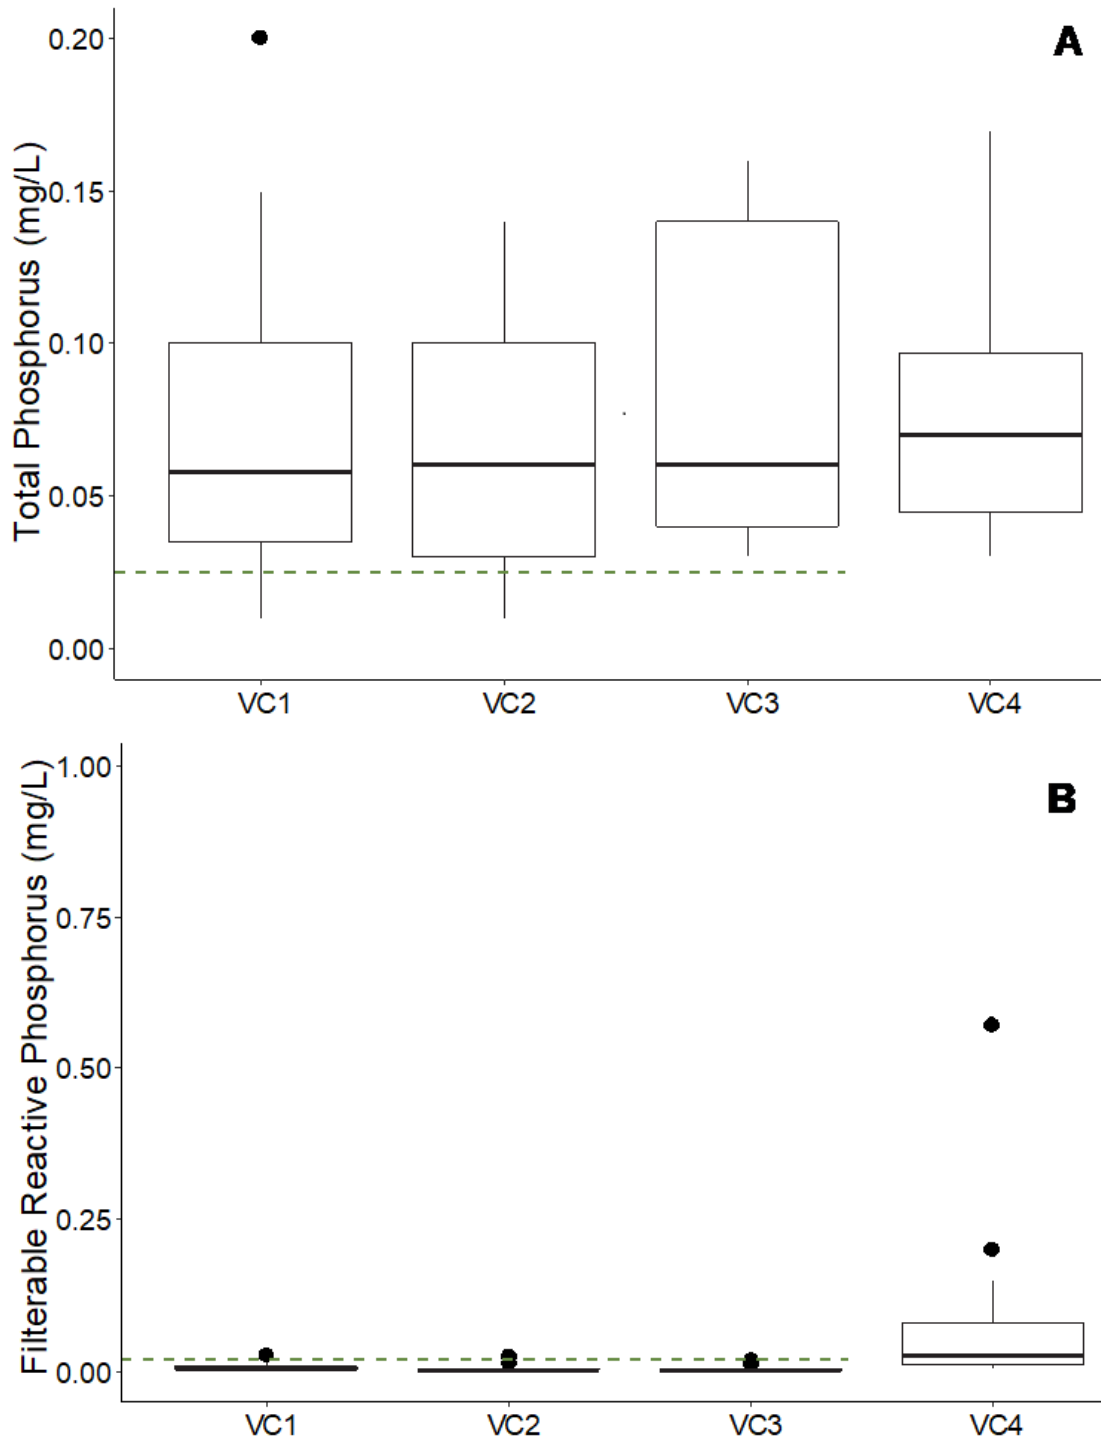 A
Total Phosphorus (mg/L)
0.20
0.15
0.10
0.05
0.00
VC1 VC2 VC3 VC4
B
Filterable Reactive Phosphorus (mg/L)
1.00
0.75
0.50
0.25
0.00
VC1 VC2 VC3 VC4